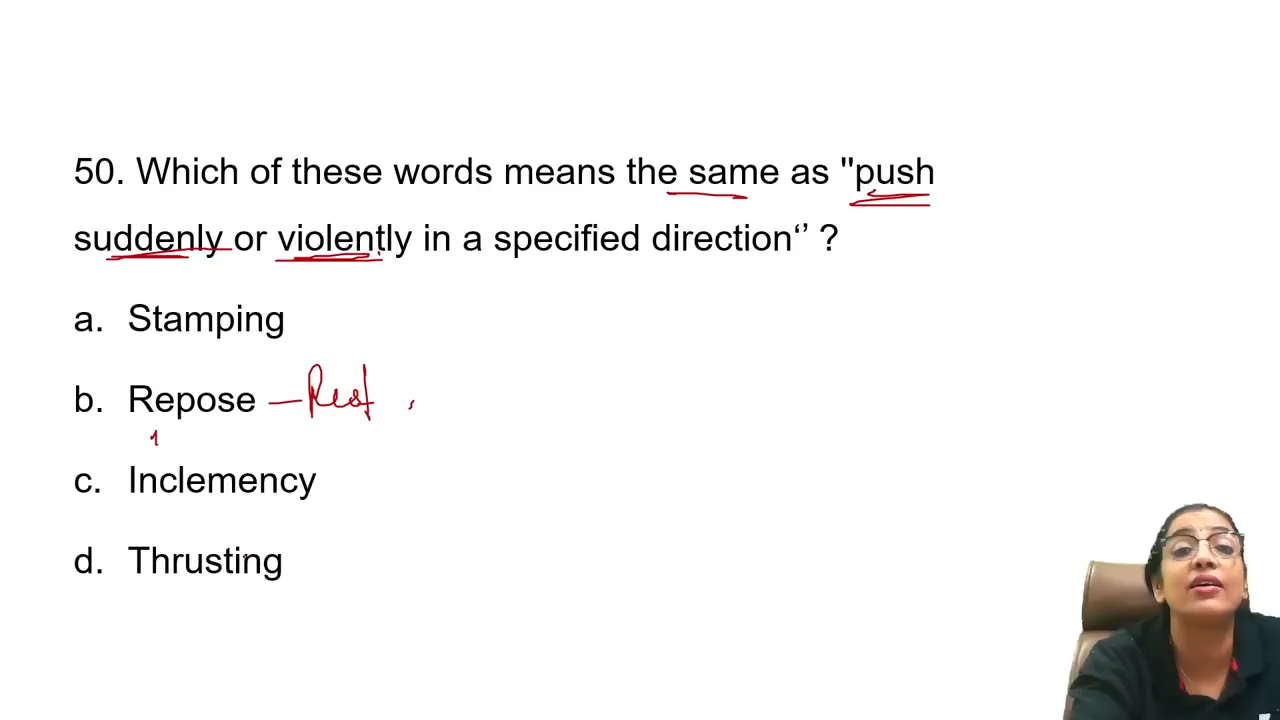 50. Which of these words means the same as "push
suddenly or violently in a specified direction‘’ ?
a. Stamping
b. Repose – Rest
c. Inclemency
d. Thrusting